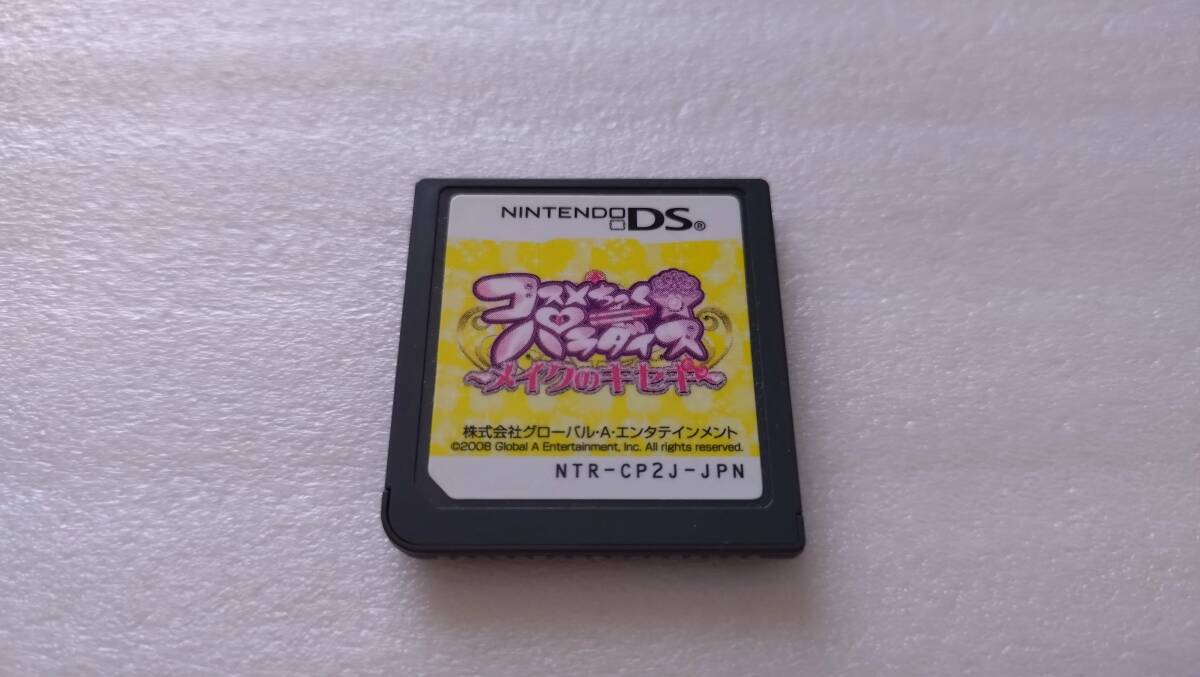 NINTENDO DS®
コスメちっく
パラダイス
～メイクのキセキ～
株式会社グローバル・A・エンタテインメント
©2008 Global A Entertainment, Inc. All rights reserved.
NTR-CP2J-JPN